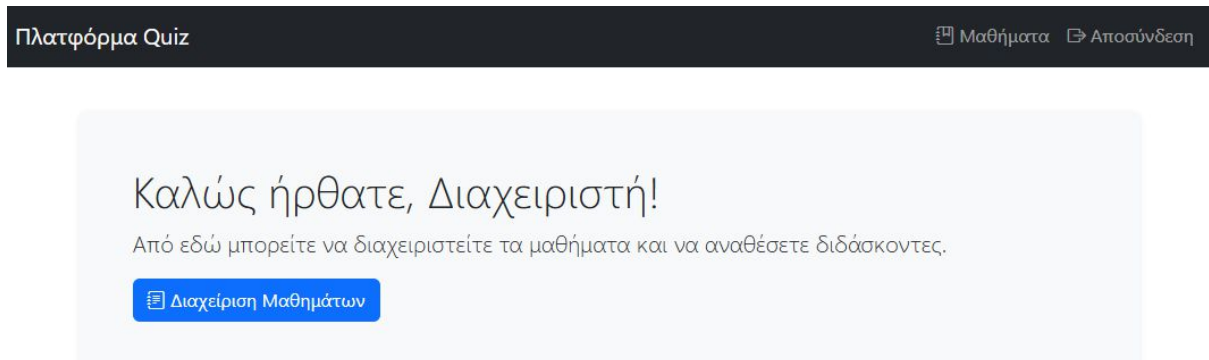 Πλατφόρμα Quiz
Μαθήματα Αποσύνδεση
Καλώς ήρθατε, Διαχειριστή!
Από εδώ μπορείτε να διαχειριστείτε τα μαθήματα και να αναθέσετε διδάσκοντες.
Διαχείριση Μαθημάτων